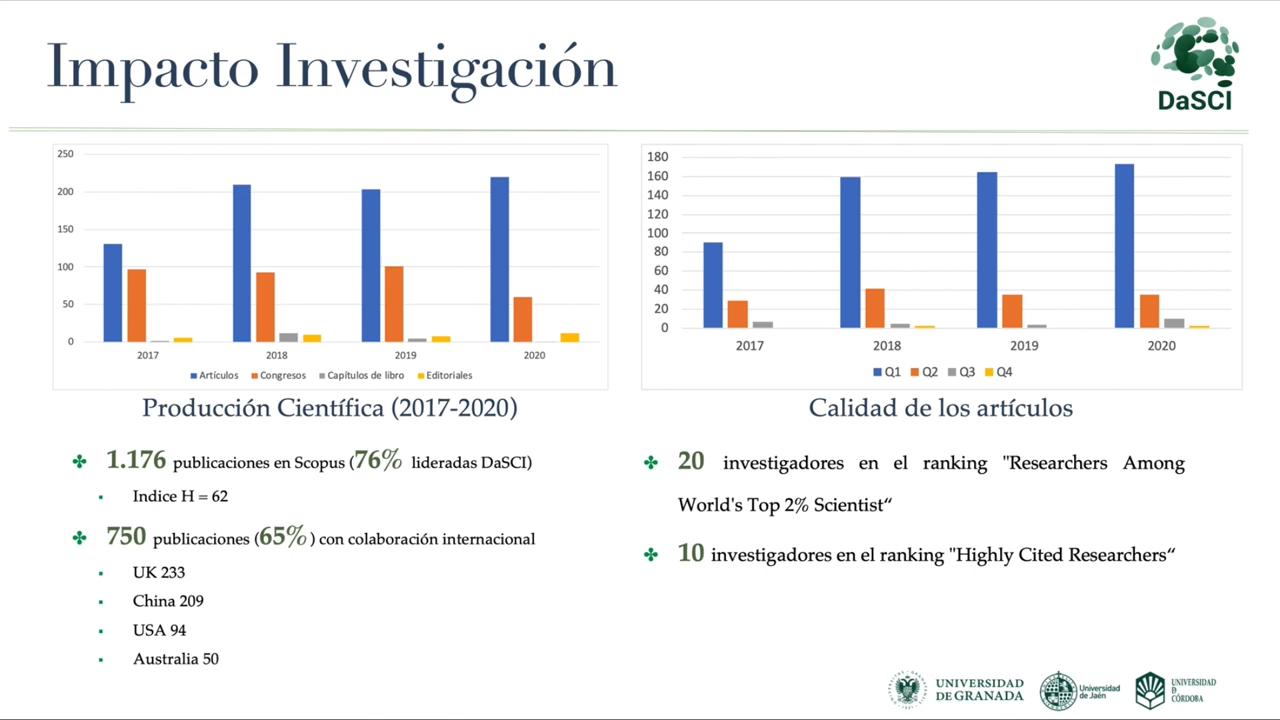 Impacto Investigación
DaSCI
250
200
150
100
50
0
2017 2018 2019 2020
Artículos Congresos Capítulos de libro Editoriales
180
160
140
120
100
80
60
40
20
0
2017 2018 2019 2020
Q1 Q2 Q3 Q4
Producción Científica (2017-2020)
1.176 publicaciones en Scopus (76% lideradas DaSCI)
Indice H = 62
750 publicaciones (65%) con colaboración internacional
UK 233
China 209
USA 94
Australia 50
Calidad de los artículos
20 investigadores en el ranking "Researchers Among
World's Top 2% Scientist“
10 investigadores en el ranking "Highly Cited Researchers“
UNIVERSIDAD
DE GRANADA
Universidad
de Jaén
UNIVERSIDAD
D
CÓRDOBA